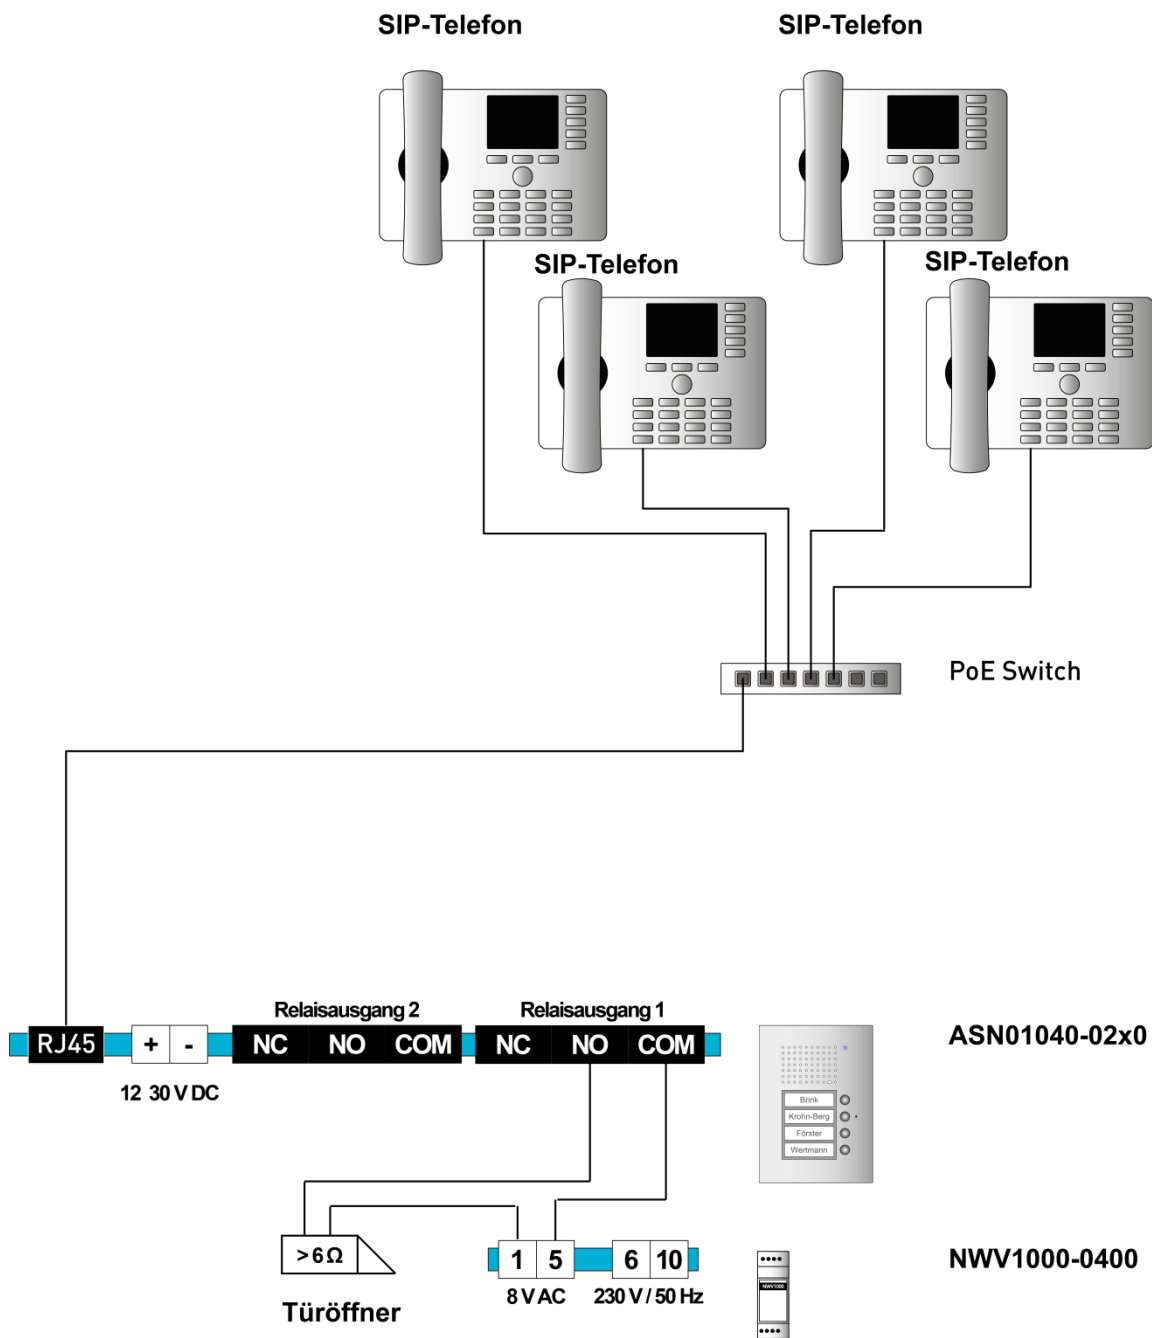 SIP-Telefon
SIP-Telefon
SIP-Telefon
SIP-Telefon
PoE Switch
Relaisausgang 2
Relaisausgang 1
RJ45
+ -
NC NO COM
NC NO COM
12 30 V DC
ASN01040-02x0
Brink
Krohn-Berg
Förster
Wertmann
>6Ω
1 5
6 10
8 V AC
230 V / 50 Hz
Türöffner
NWV1000
NWV1000-0400